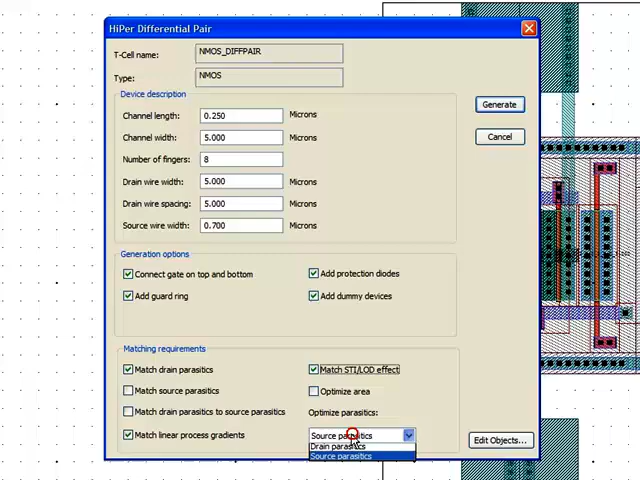 HiPer Differential Pair
T-Cell name: NMOS_DIFFPAIR
Type: NMOS
Device description
Generate
Channel length: 0.250 Microns
Cancel
Channel width: 5.000 Microns
Number of fingers: 8
Drain wire width: 5.000 Microns
Drain wire spacing: 5.000 Microns
Source wire width: 0.700 Microns
Generation options
Connect gate on top and bottom Add protection diodes
Add guard ring Add dummy devices
Matching requirements
Match drain parasitics Match STI/LOD effect
Match source parasitics Optimize area
Match drain parasitics to source parasitics Optimize parasitics:
Match linear process gradients Source parasitics Edit Objects...
Drain parasitics
Source parasitics